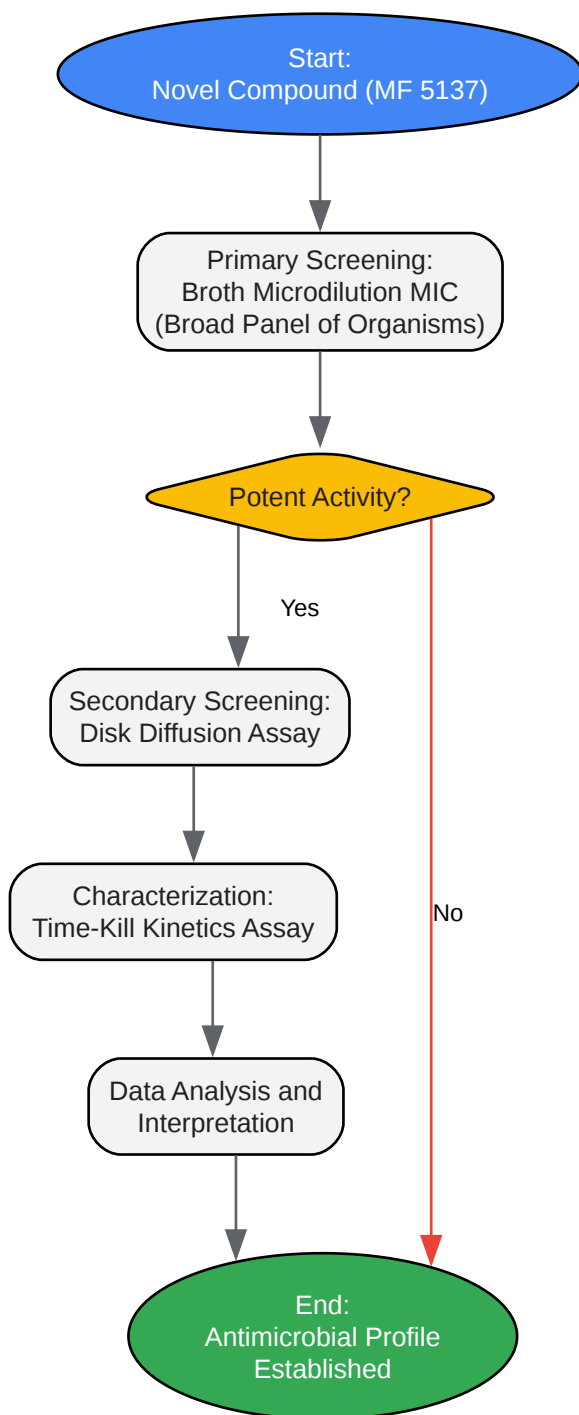 Start:
Novel Compound (MF 5137)
Primary Screening:
Broth Microdilution MIC
(Broad Panel of Organisms)
Potent Activity?
Yes
Secondary Screening:
Disk Diffusion Assay
Characterization:
Time-Kill Kinetics Assay
No
Data Analysis and
Interpretation
End:
Antimicrobial Profile
Established